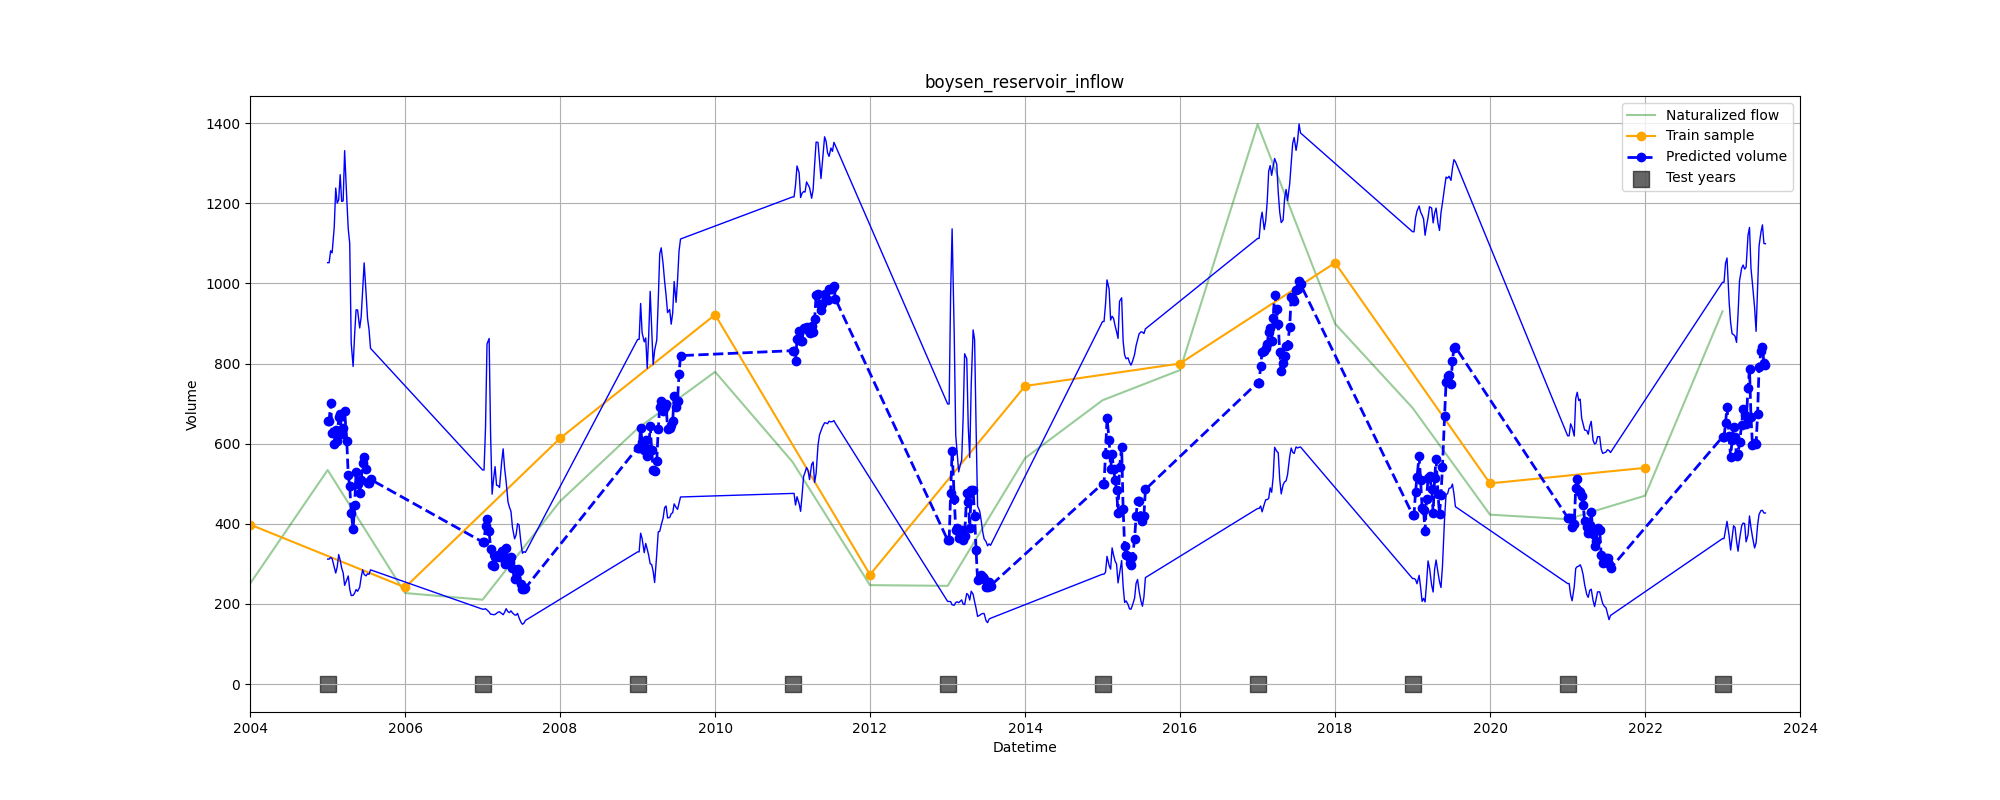 boysen_reservoir_inflow
Naturalized flow
Train sample
Predicted volume
Test years
Volume
1400
1200
1000
800
600
400
200
0
2004 2006 2008 2010 2012 2014 2016 2018 2020 2022 2024
Datetime